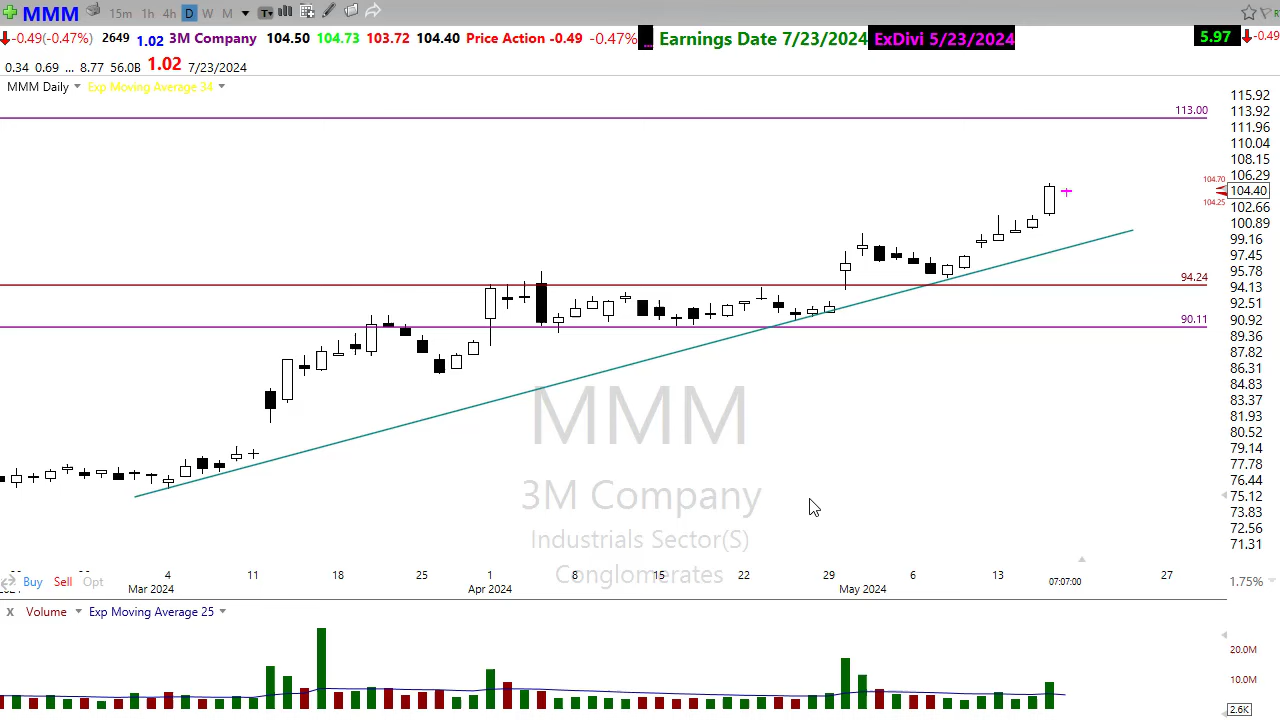 MMM 15m 1h 4h D W M T
-0.49(-0.47%) 2649 1.02 3M Company 104.50 104.73 103.72 104.40 Price Action -0.49 -0.47% ... Earnings Date 7/23/2024 ExDivi 5/23/2024 5.97 -0.49
0.34 0.69 ... 8.77 56.0B 1.02 7/23/2024
MMM Daily Exp Moving Average 34
115.92
113.00
113.92
111.96
110.04
108.15
106.29
104.70
104.40
104.25
102.66
100.89
99.16
97.45
95.78
94.24
94.13
92.51
90.11
90.92
89.36
87.82
86.31
84.83
83.37
81.93
80.52
79.14
77.78
76.44
75.12
73.83
72.56
71.31
MMM
3M Company
Industrials Sector(S)
Conglomerates
4 11 18 25 1 8 15 22 29 6 13 27
Buy Sell Opt 07:07:00 1.75%
Mar 2024 Apr 2024 May 2024
X Volume Exp Moving Average 25
20.0M
10.0M
2.6K